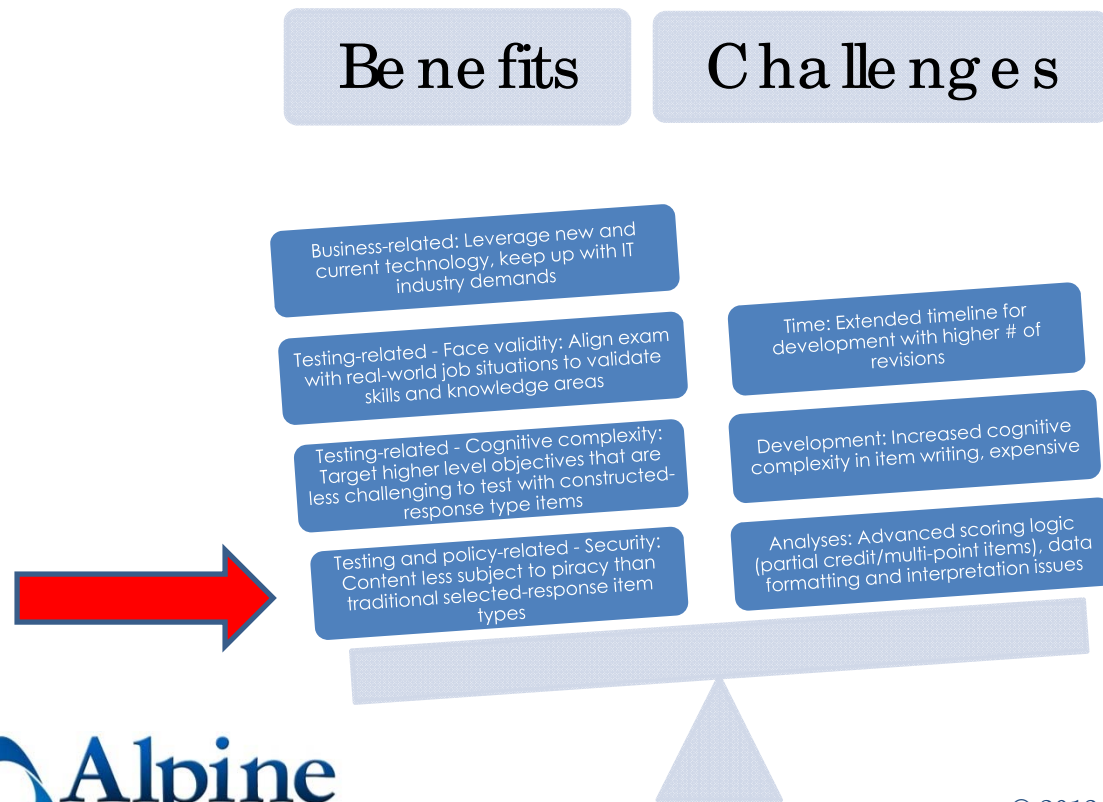 Benefits
Challenges
Business-related: Leverage new and
current technology, keep up with IT
industry demands
Testing-related - Face validity: Align exam
with real-world job situations to validate
skills and knowledge areas
Testing-related - Cognitive complexity:
Target higher level objectives that are
less challenging to test with constructed-
response type items
Testing and policy-related - Security:
Content less subject to piracy than
traditional selected-response item
types
Time: Extended timeline for
development with higher # of
revisions
Development: Increased cognitive
complexity in item writing, expensive
Analyses: Advanced scoring logic
(partial credit/multi-point items), data
formatting and interpretation issues
Alpine